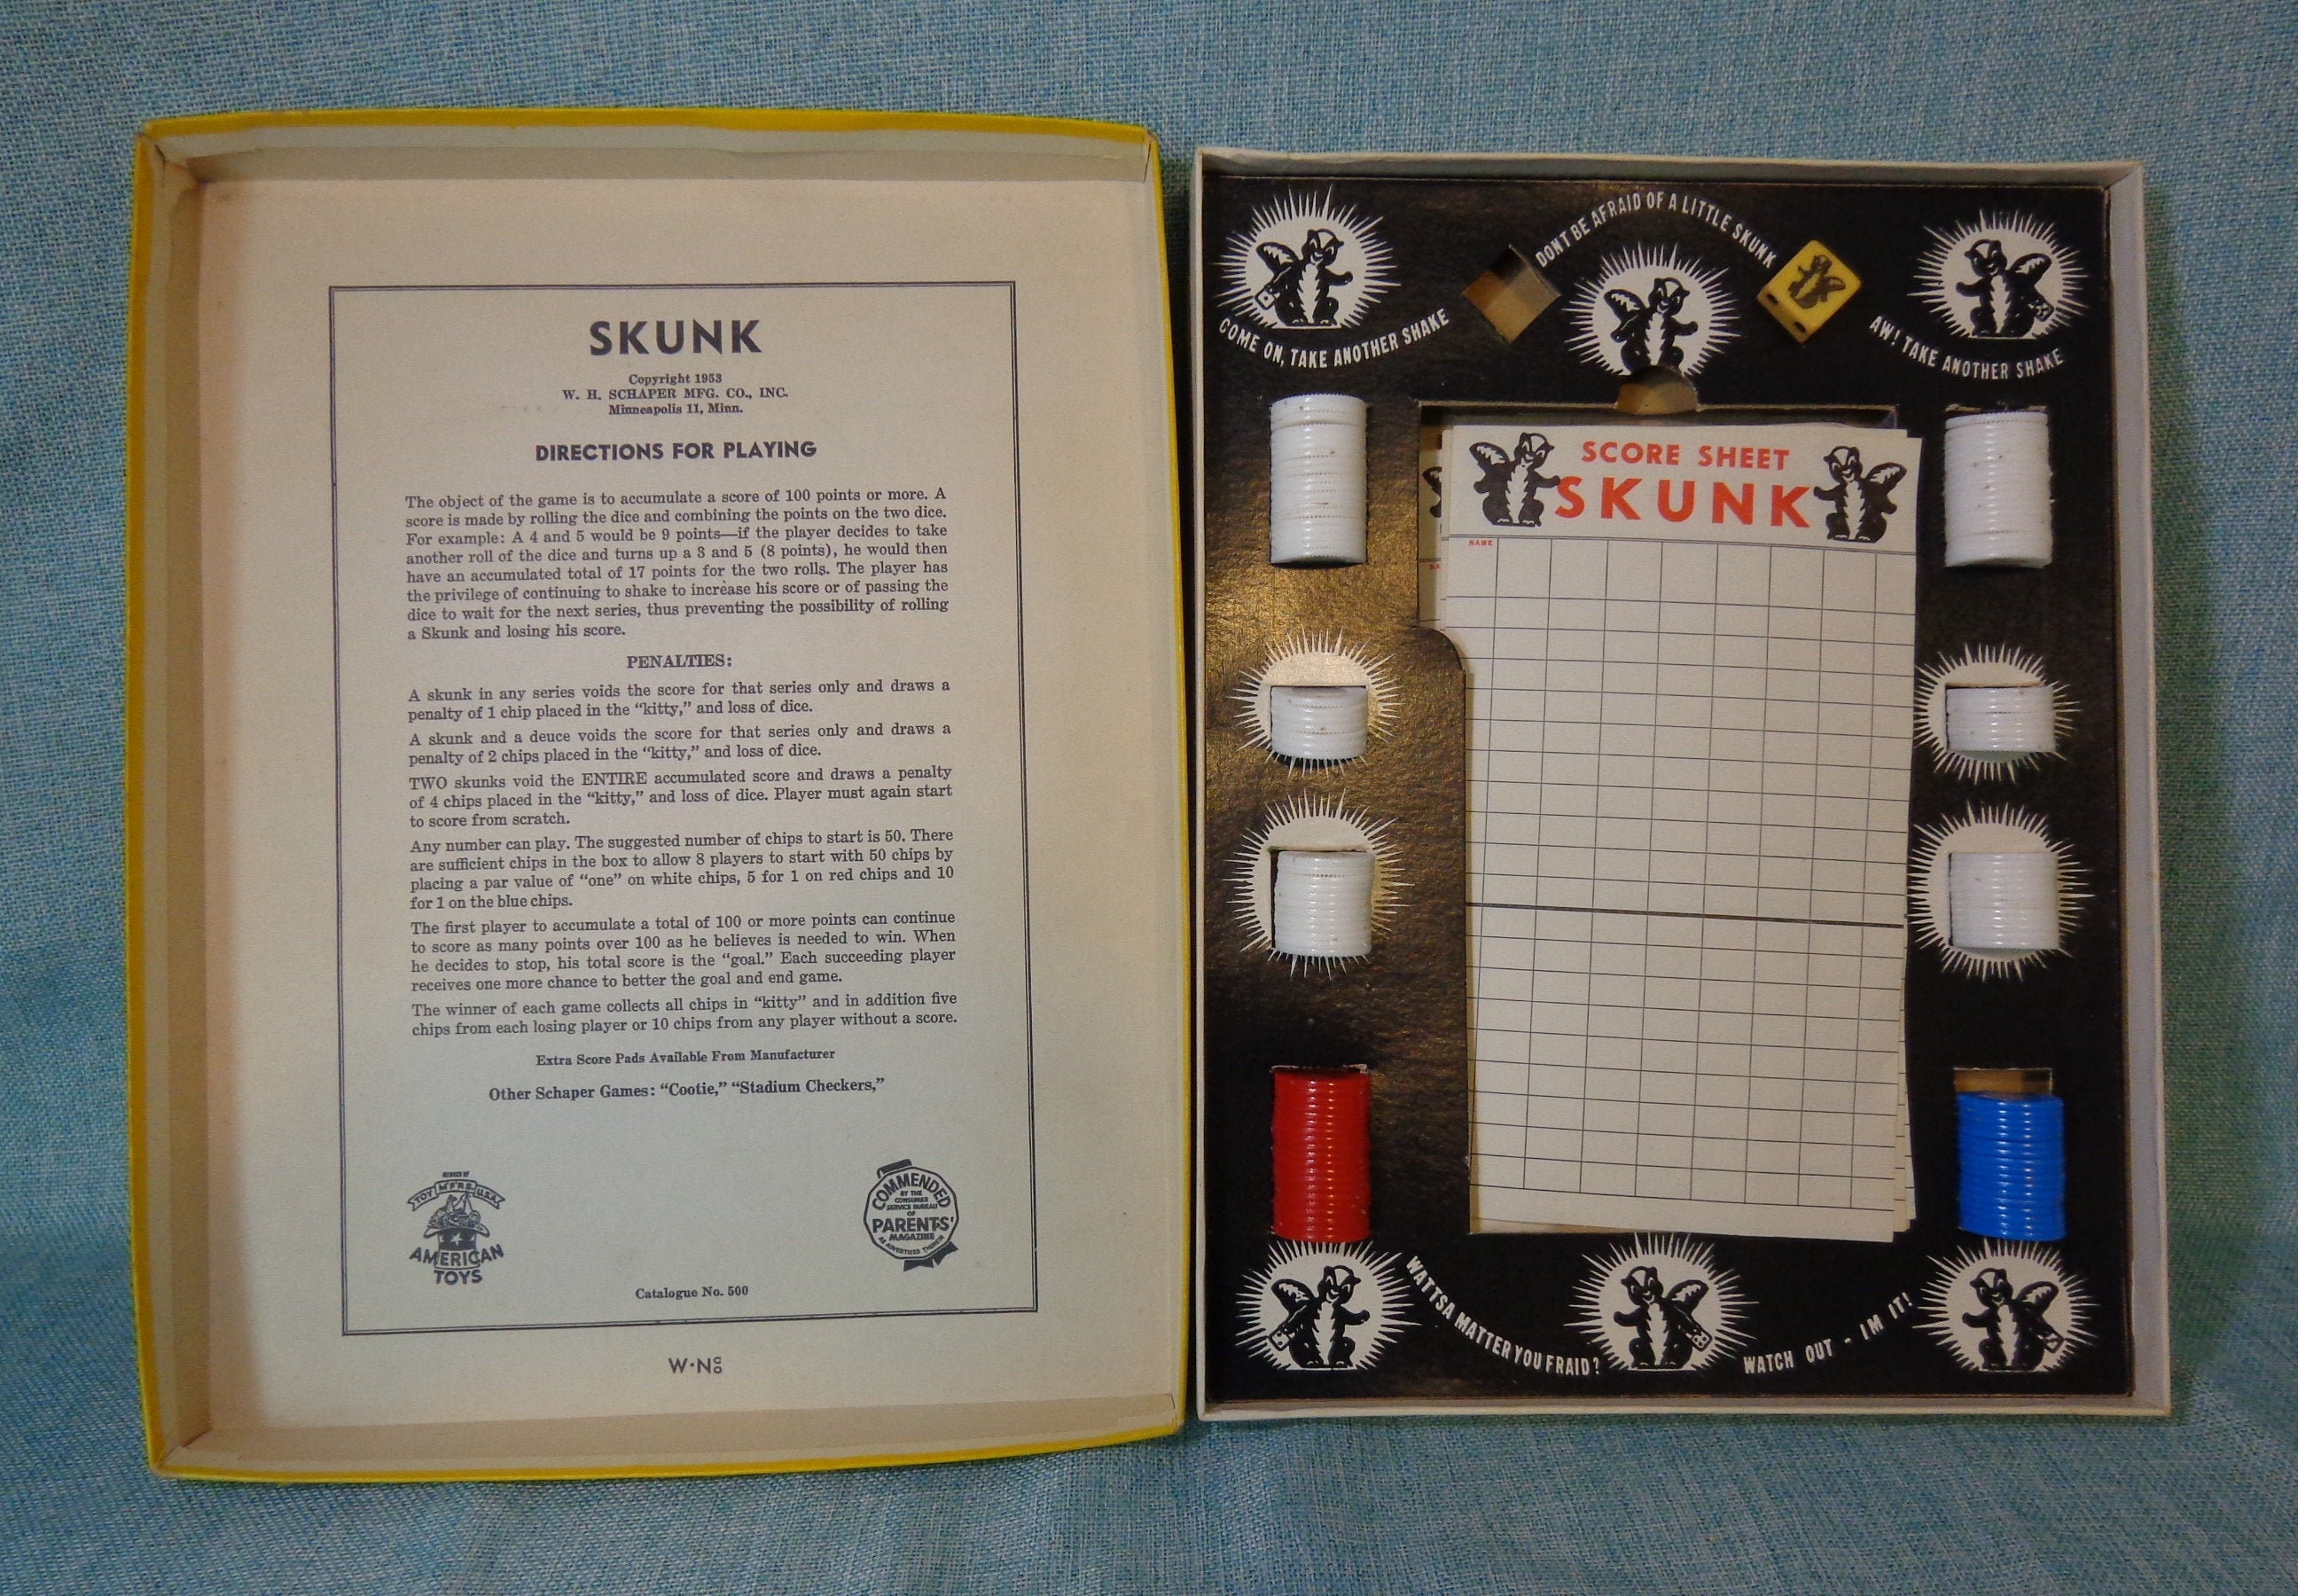 SKUNK
Copyright 1953
W. H. SCHAPER MFG. CO., INC.
Minneapolis 11, Minn.
DIRECTIONS FOR PLAYING
The object of the game is to accumulate a score of 100 points or more. A
score is made by rolling the dice and combining the points on the two dice.
For example: A 4 and 5 would be 9 points—if the player decides to take
another roll of the dice and turns up a 3 and 5 (8 points), he would then
have an accumulated total of 17 points for the two rolls. The player has
the privilege of continuing to shake to increase his score or of passing the
dice to wait for the next series, thus preventing the possibility of rolling
a Skunk and losing his score.
PENALTIES:
A skunk in any series voids the score for that series only and draws a
penalty of 1 chip placed in the "kitty," and loss of dice.
A skunk and a deuce voids the score for that series only and draws a
penalty of 2 chips placed in the "kitty," and loss of dice.
TWO skunks void the ENTIRE accumulated score and draws a penalty
of 4 chips placed in the "kitty," and loss of dice. Player must again start
to score from scratch.
Any number can play. The suggested number of chips to start is 50. There
are sufficient chips in the box to allow 8 players to start with 50 chips by
placing a par value of "one" on white chips, 5 for 1 on red chips and 10
for 1 on the blue chips.
The first player to accumulate a total of 100 or more points can continue
to score as many points over 100 as he believes is needed to win. When
he decides to stop, his total score is the "goal." Each succeeding player
receives one more chance to better the goal and end game.
The winner of each game collects all chips in "kitty" and in addition five
chips from each losing player or 10 chips from any player without a score.
Extra Score Pads Available From Manufacturer
Other Schaper Games: "Cootie," "Stadium Checkers,"
MEMBER OF
TOY M'F'RS. U.S.A.
AMERICAN
TOYS
COMMENDED
BY THE
CONSUMER
SERVICE BUREAU
OF
PARENTS'
MAGAZINE
AS ADVERTISED THEREIN
Catalogue No. 500
W·N Co
DONT BE AFRAID OF A LITTLE SKUNK
COME ON, TAKE ANOTHER SHAKE
AW! TAKE ANOTHER SHAKE
SCORE SHEET
SKUNK
NAME
WATTSA MATTER YOU FRAID?
WATCH OUT - IM IT!